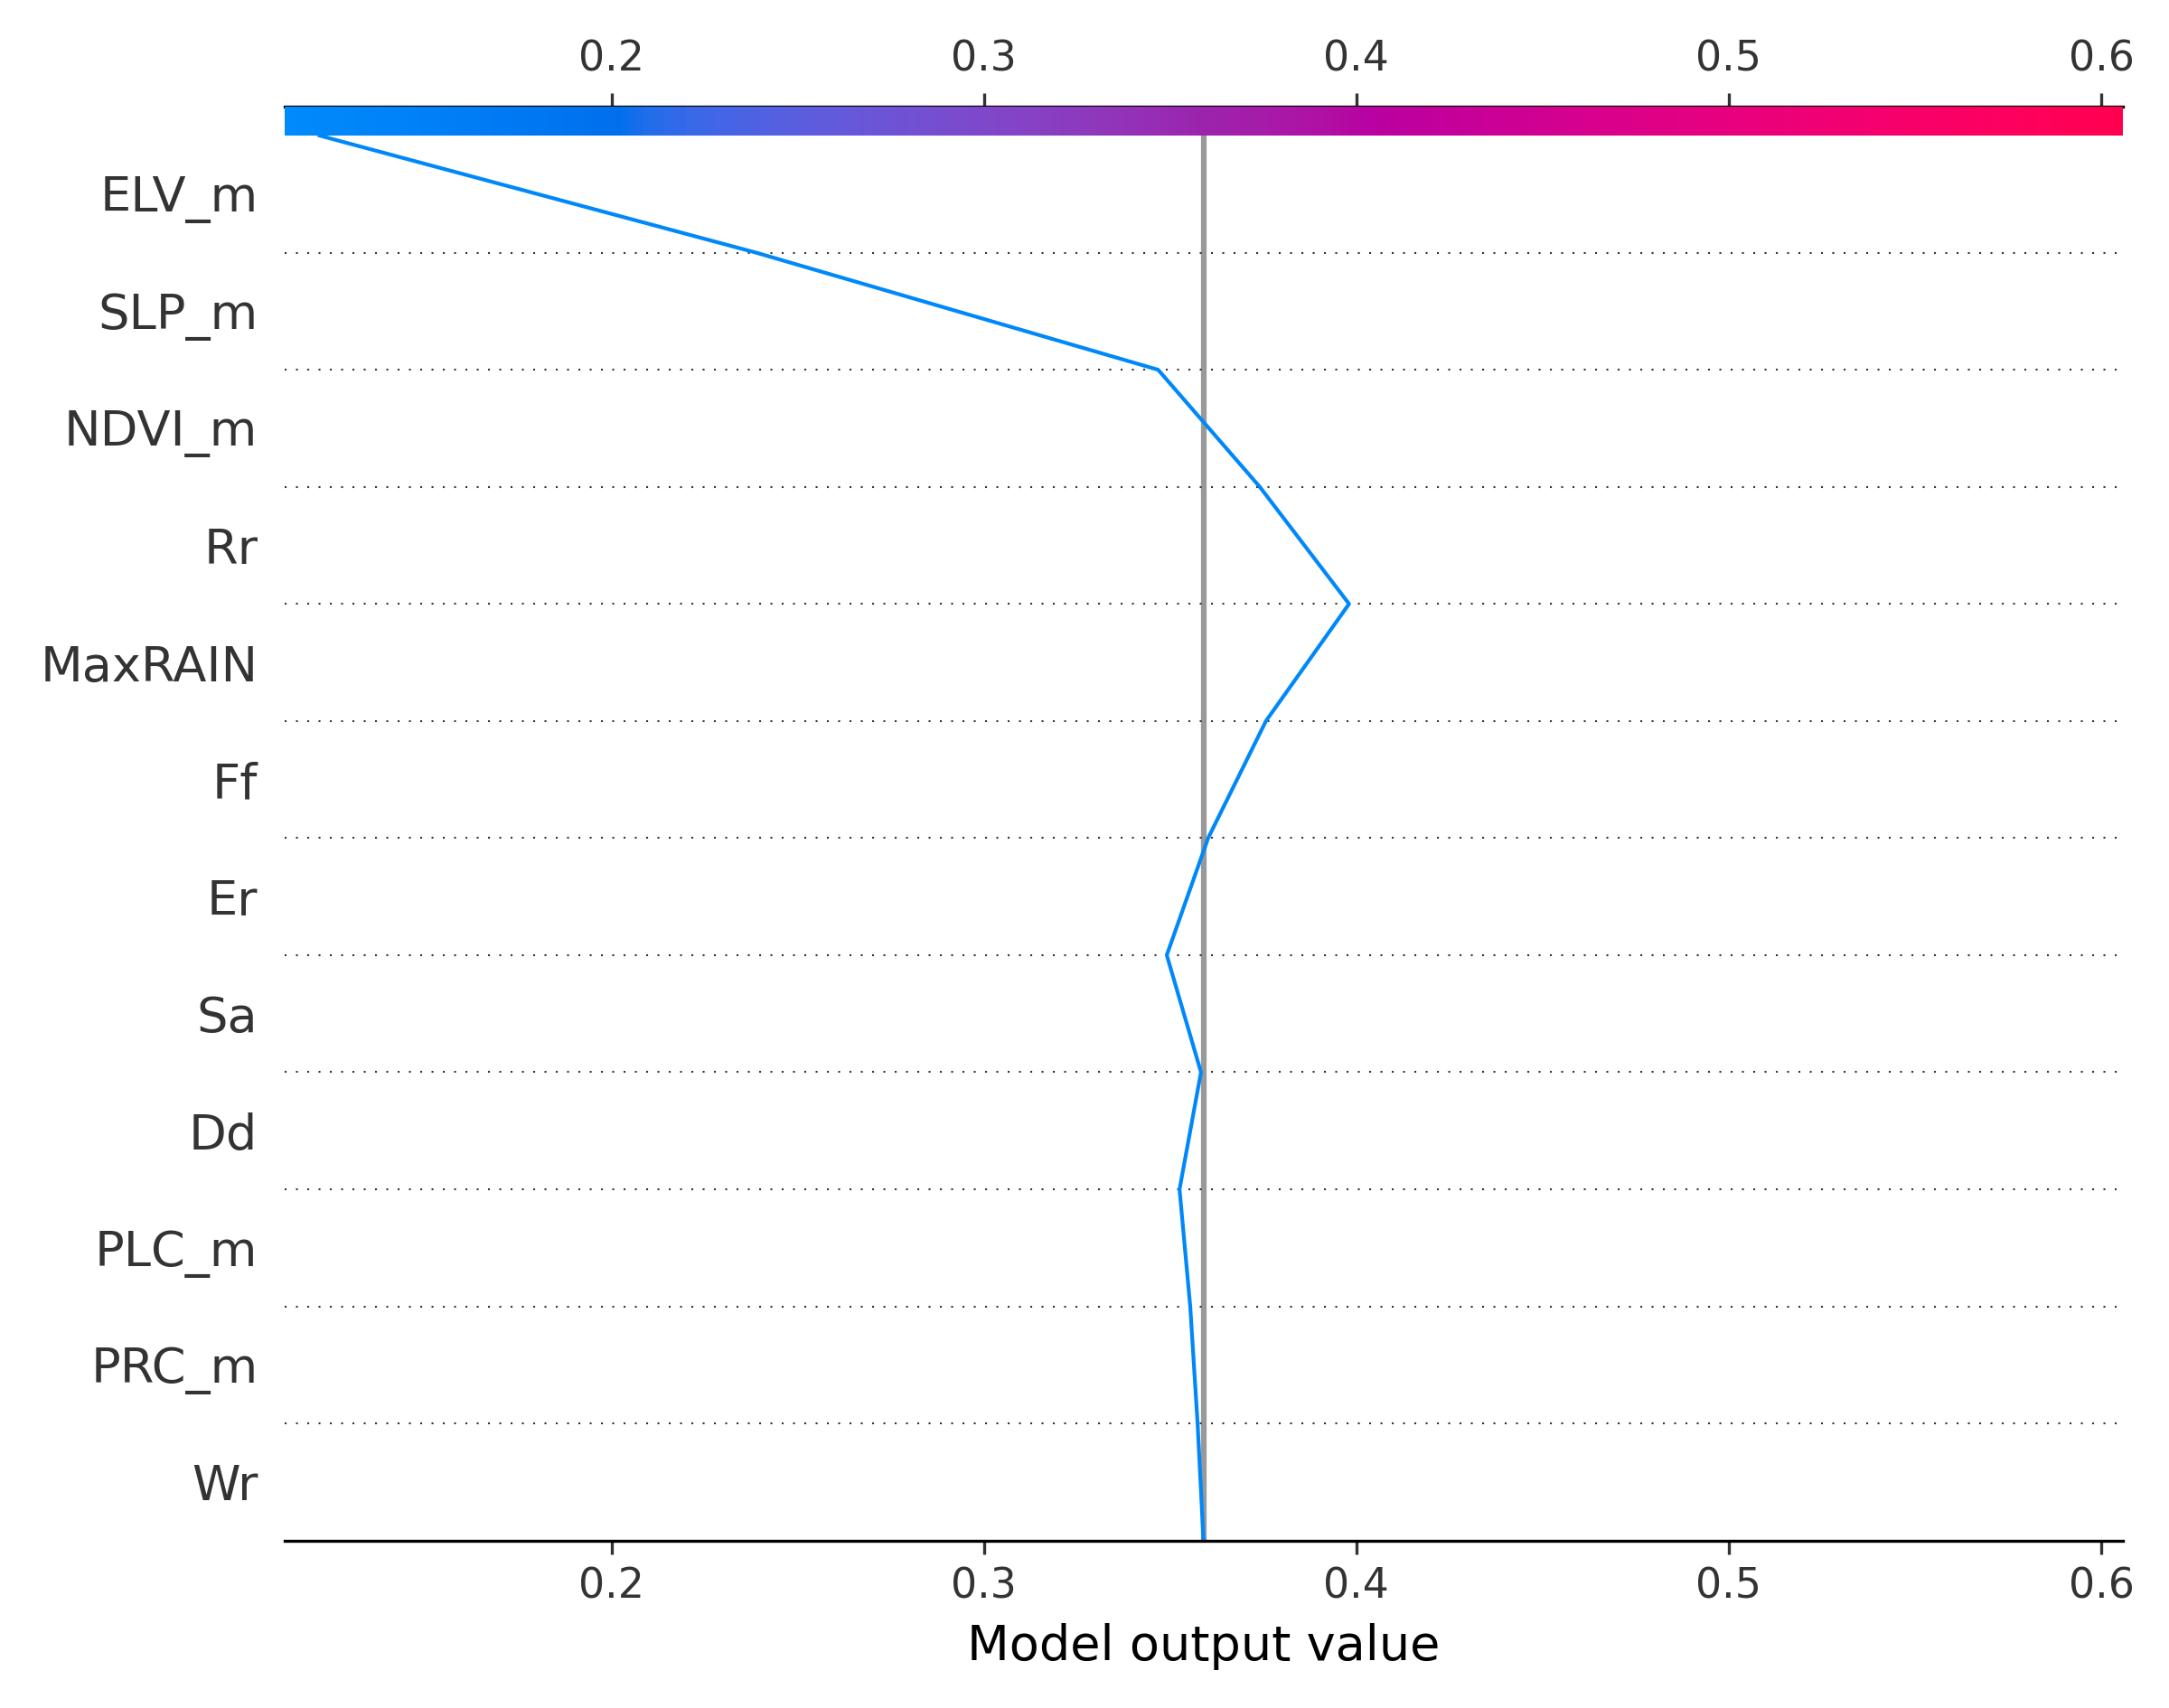 0.2 0.3 0.4 0.5 0.6
ELV_m
SLP_m
NDVI_m
Rr
MaxRAIN
Ff
Er
Sa
Dd
PLC_m
PRC_m
Wr
0.2 0.3 0.4 0.5 0.6
Model output value